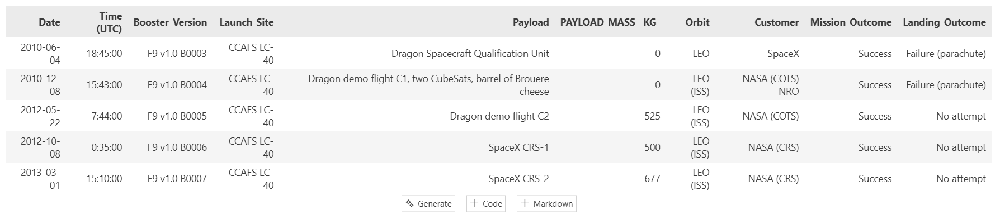 Date Time (UTC) Booster_Version Launch_Site Payload PAYLOAD_MASS__KG_ Orbit Customer Mission_Outcome Landing_Outcome
2010-06-04 18:45:00 F9 v1.0 B0003 CCAFS LC-40 Dragon Spacecraft Qualification Unit 0 LEO SpaceX Success Failure (parachute)
2010-12-08 15:43:00 F9 v1.0 B0004 CCAFS LC-40 Dragon demo flight C1, two CubeSats, barrel of Brouere cheese 0 LEO (ISS) NASA (COTS) NRO Success Failure (parachute)
2012-05-22 7:44:00 F9 v1.0 B0005 CCAFS LC-40 Dragon demo flight C2 525 LEO (ISS) NASA (COTS) Success No attempt
2012-10-08 0:35:00 F9 v1.0 B0006 CCAFS LC-40 SpaceX CRS-1 500 LEO (ISS) NASA (CRS) Success No attempt
2013-03-01 15:10:00 F9 v1.0 B0007 CCAFS LC-40 SpaceX CRS-2 677 LEO (ISS) NASA (CRS) Success No attempt
Generate + Code + Markdown